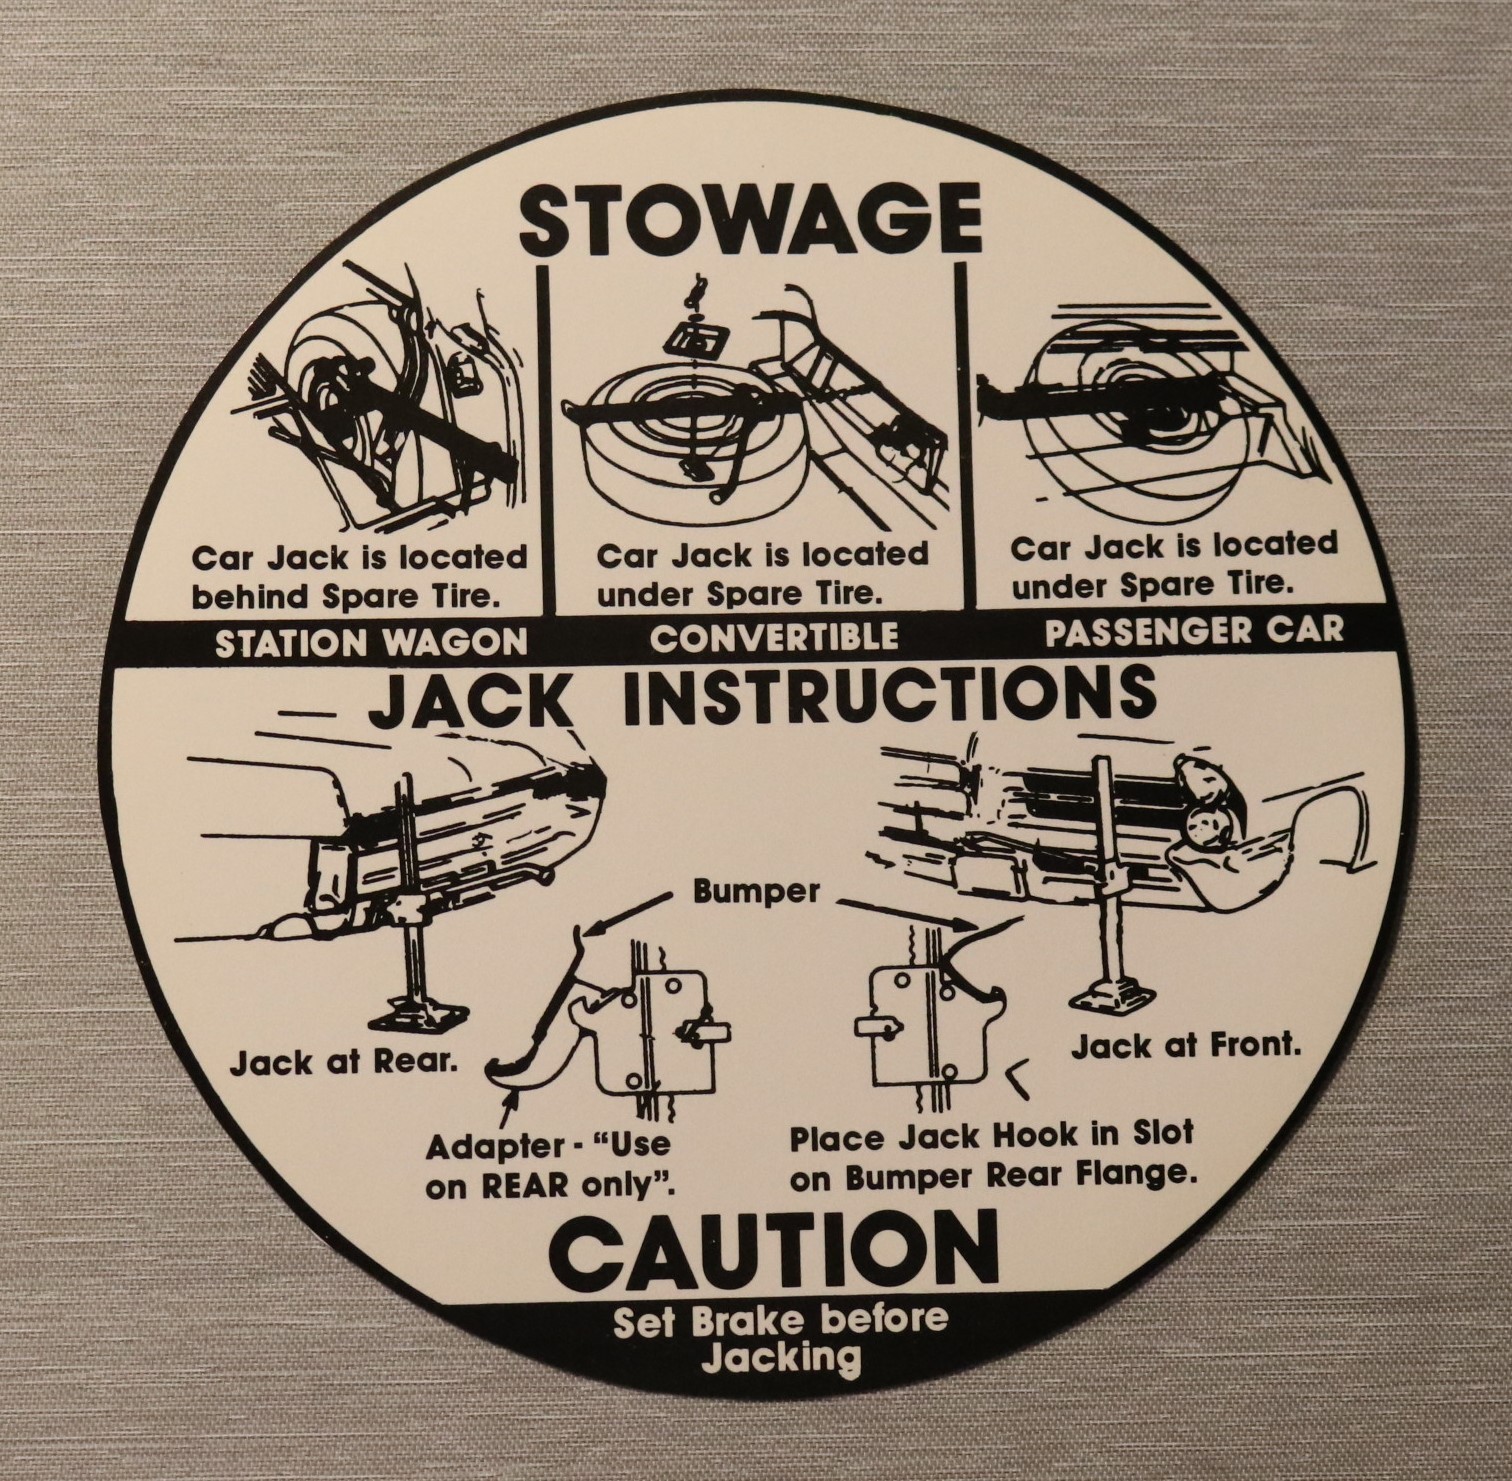 STOWAGE
Car Jack is located
behind Spare Tire.
STATION WAGON
Car Jack is located
under Spare Tire.
CONVERTIBLE
Car Jack is located
under Spare Tire.
PASSENGER CAR
JACK INSTRUCTIONS
Bumper
Jack at Rear.
Jack at Front.
Adapter - “Use
on REAR only”.
Place Jack Hook in Slot
on Bumper Rear Flange.
CAUTION
Set Brake before
Jacking